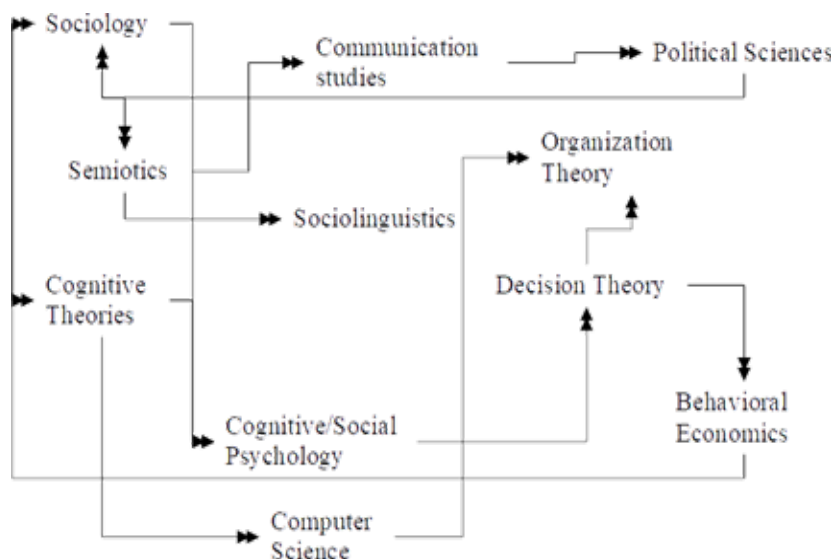 Sociology
Communication
studies
Political Sciences
Organization
Theory
Semiotics
Sociolinguistics
Cognitive
Theories
Decision Theory
Behavioral
Economics
Cognitive/Social
Psychology
Computer
Science